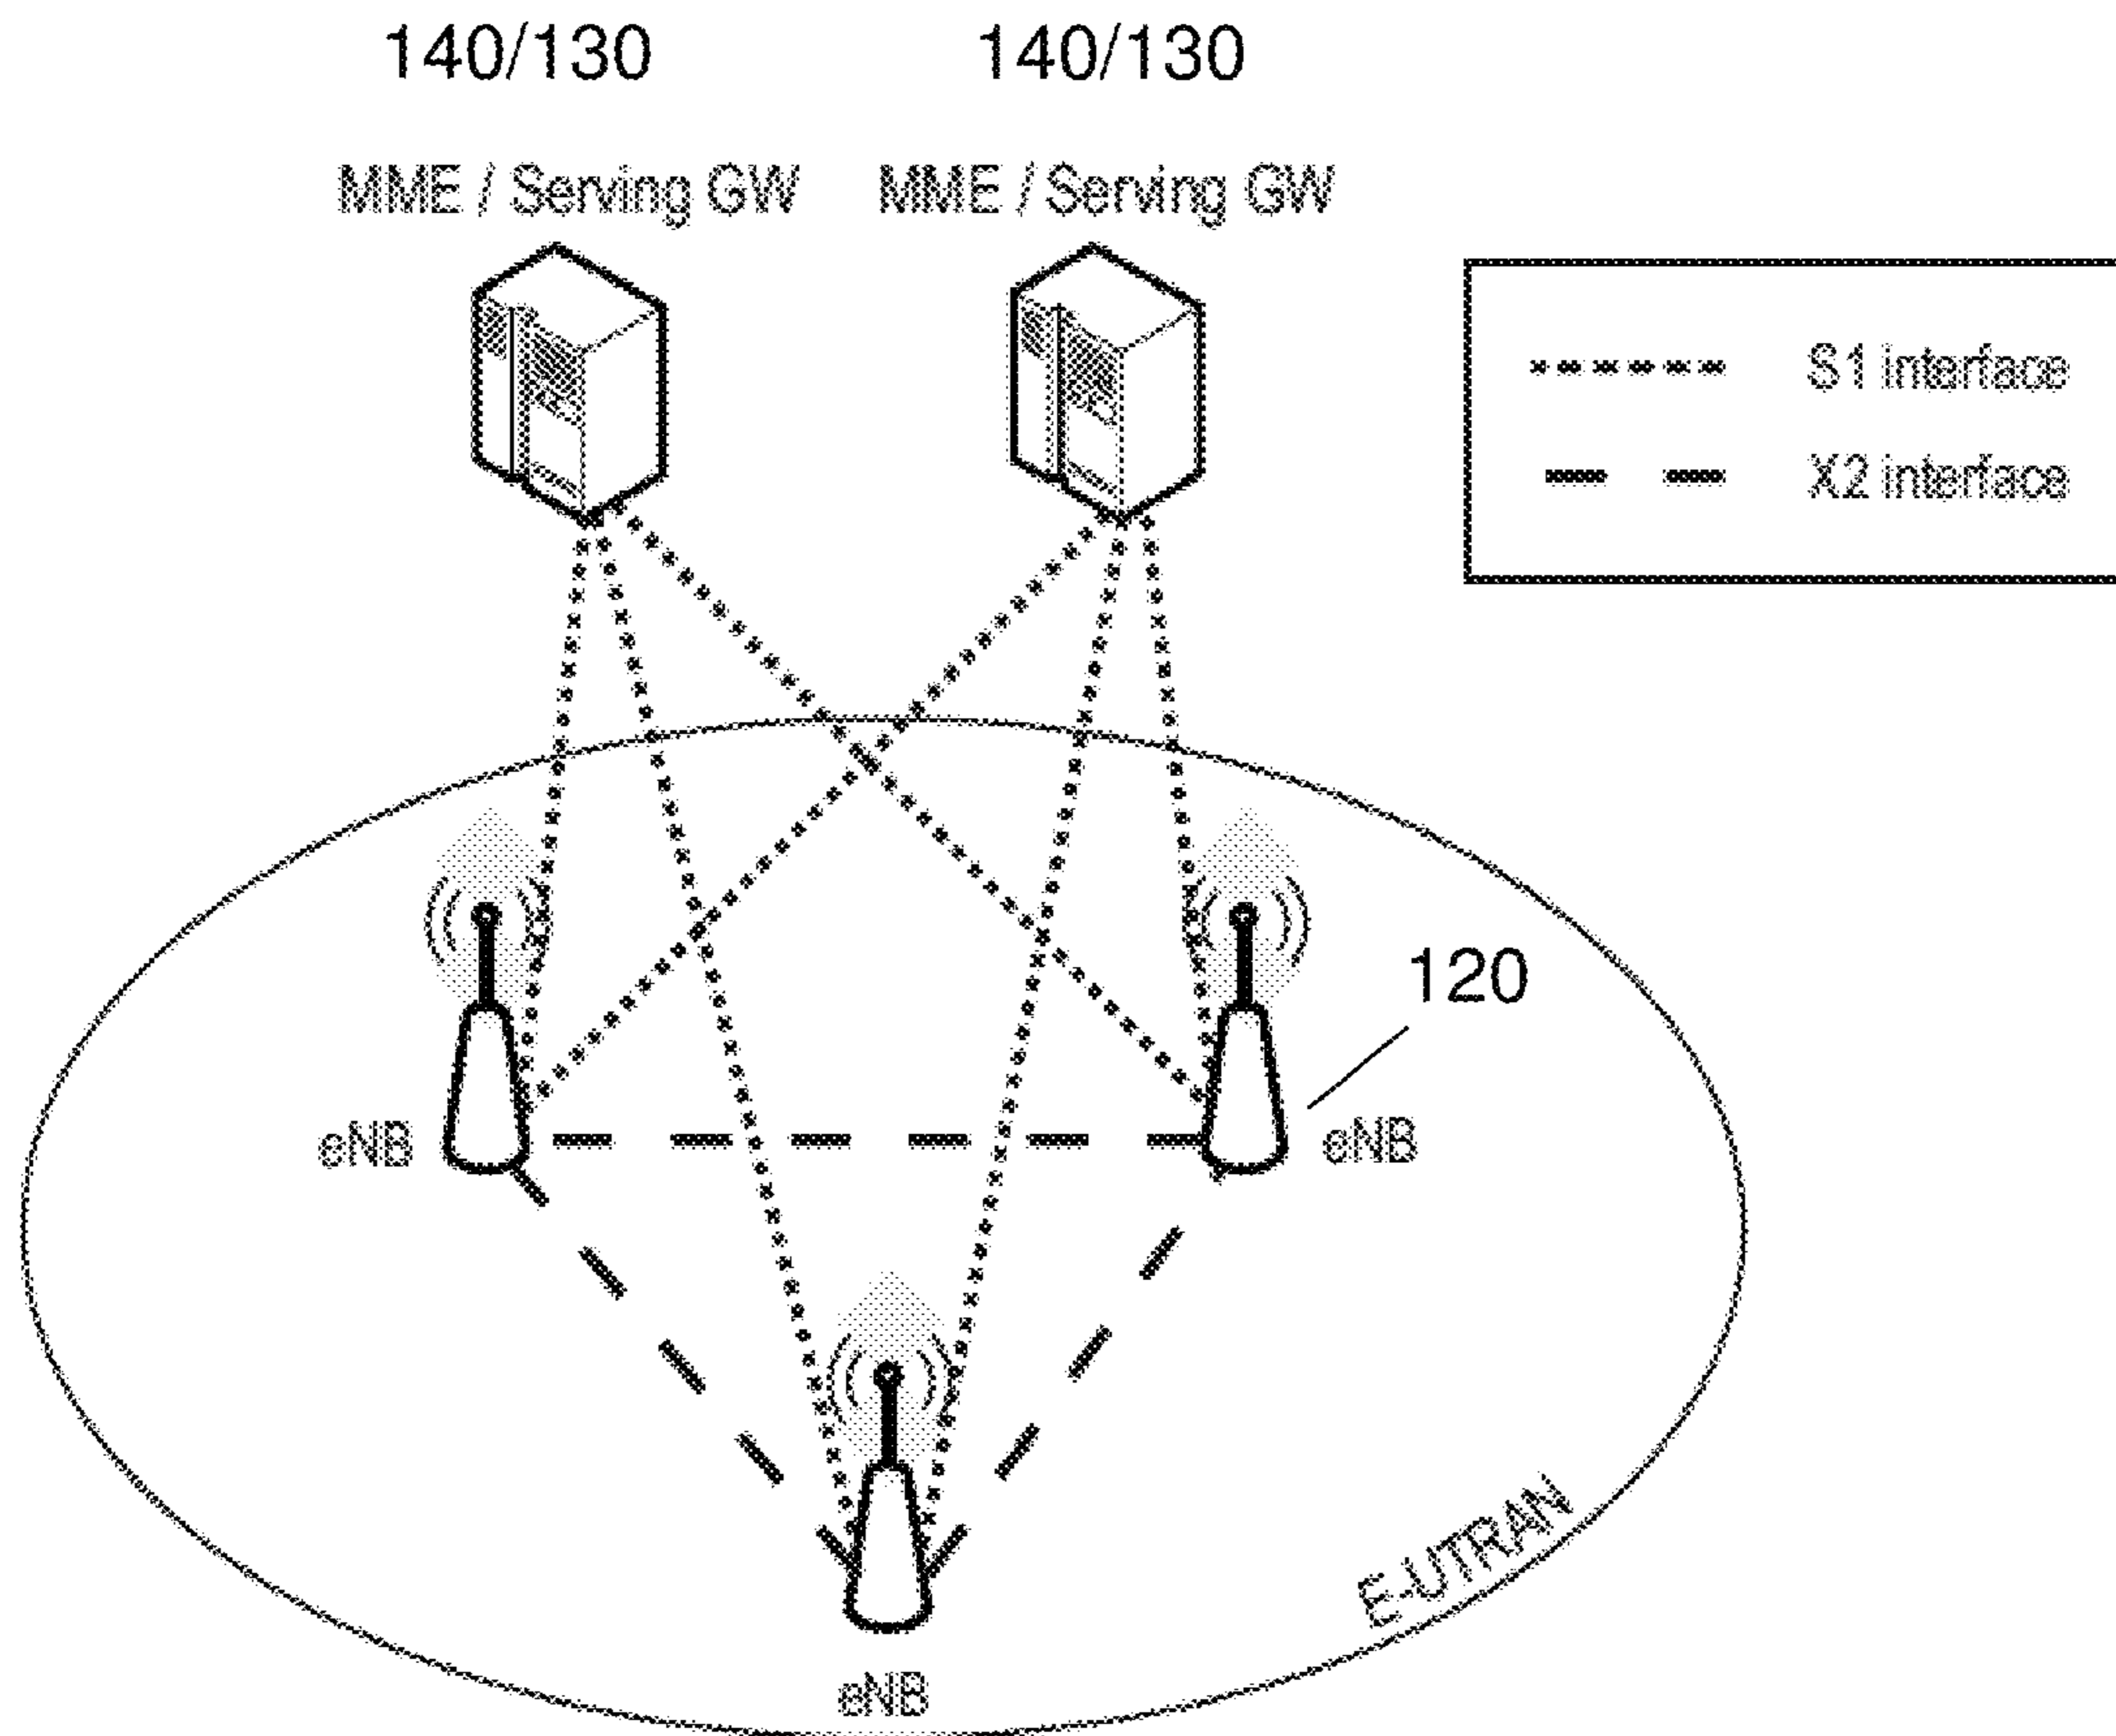 140/130 140/130
MME / Serving GW MME / Serving GW
S1 interface
X2 interface
120
eNB eNB
E-UTRAN
eNB